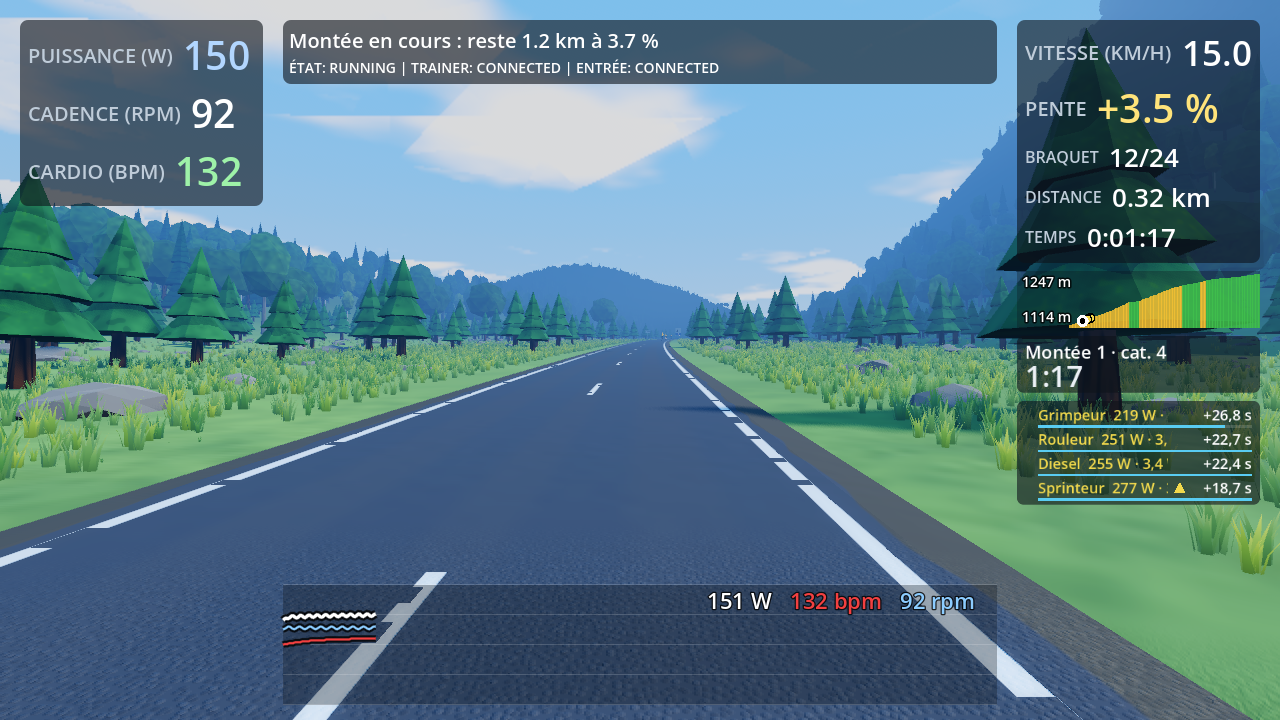 PUISSANCE (W) 150
CADENCE (RPM) 92
CARDIO (BPM) 132
Montée en cours : reste 1.2 km à 3.7 %
ÉTAT: RUNNING | TRAINER: CONNECTED | ENTRÉE: CONNECTED
VITESSE (KM/H) 15.0
PENTE +3.5 %
BRAQUET 12/24
DISTANCE 0.32 km
TEMPS 0:01:17
1247 m
1114 m
Montée 1 · cat. 4
1:17
Grimpeur 219 W · +26,8 s
Rouleur 251 W · 3, +22,7 s
Diesel 255 W · 3,4 +22,4 s
Sprinteur 277 W · +18,7 s
151 W 132 bpm 92 rpm